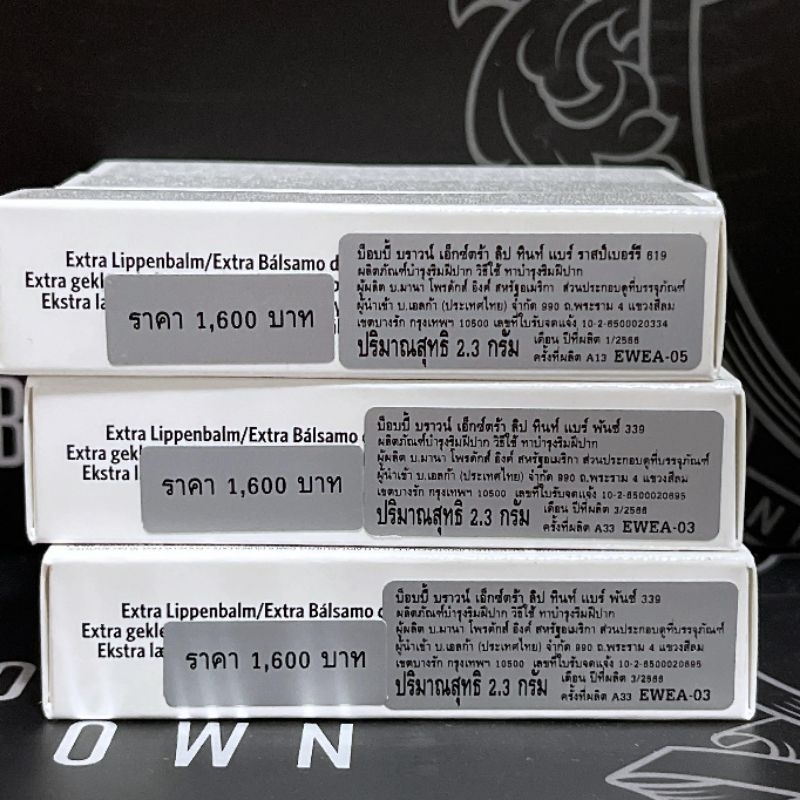 Extra Lippenbalm/Extra Bálsamo d
Extra gekl
Ekstra læ
ราคา 1,600 บาท
บ็อบบี้ บราวน์ เอ็กซ์ตร้า ลิป ทินท์ แบร์ ราสป์เบอร์รี 619
ผลิตภัณฑ์บำรุงริมฝีปาก วิธีใช้ ทาบำรุงริมฝีปาก
ผู้ผลิต บ.มานา โพรดักส์ อิงค์ สหรัฐอเมริกา ส่วนประกอบดูที่บรรจุภัณฑ์
ผู้นำเข้า บ.เอลก้า (ประเทศไทย) จำกัด 990 ถ.พระราม 4 แขวงสีลม
เขตบางรัก กรุงเทพฯ 10500 เลขที่ใบรับจดแจ้ง 10-2-6500020334
ปริมาณสุทธิ 2.3 กรัม เดือน ปีที่ผลิต 1/2566
ครั้งที่ผลิต A13 EWEA-05
Extra Lippenbalm/Extra Bálsamo d
Extra gekl
Ekstra l
ราคา 1,600 บาท
บ็อบบี้ บราวน์ เอ็กซ์ตร้า ลิป ทินท์ แบร์ พันช์ 339
ผลิตภัณฑ์บำรุงริมฝีปาก วิธีใช้ ทาบำรุงริมฝีปาก
ผู้ผลิต บ.มานา โพรดักส์ อิงค์ สหรัฐอเมริกา ส่วนประกอบดูที่บรรจุภัณฑ์
ผู้นำเข้า บ.เอลก้า (ประเทศไทย) จำกัด 990 ถ.พระราม 4 แขวงสีลม
เขตบางรัก กรุงเทพฯ 10500 เลขที่ใบรับจดแจ้ง 10-2-6500020695
ปริมาณสุทธิ 2.3 กรัม เดือน ปีที่ผลิต 3/2566
ครั้งที่ผลิต A33 EWEA-03
Extra Lippenbalm/Extra Bálsamo d
Extra gekle
Ekstra læ
ราคา 1,600 บาท
บ็อบบี้ บราวน์ เอ็กซ์ตร้า ลิป ทินท์ แบร์ พันช์ 339
ผลิตภัณฑ์บำรุงริมฝีปาก วิธีใช้ ทาบำรุงริมฝีปาก
ผู้ผลิต บ.มานา โพรดักส์ อิงค์ สหรัฐอเมริกา ส่วนประกอบดูที่บรรจุภัณฑ์
ผู้นำเข้า บ.เอลก้า (ประเทศไทย) จำกัด 990 ถ.พระราม 4 แขวงสีลม
เขตบางรัก กรุงเทพฯ 10500 เลขที่ใบรับจดแจ้ง 10-2-6500020695
ปริมาณสุทธิ 2.3 กรัม เดือน ปีที่ผลิต 3/2566
ครั้งที่ผลิต A33 EWEA-03
OWN